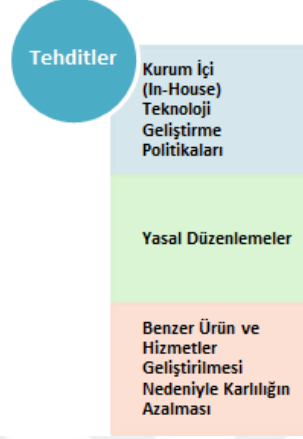 Tehditler
Kurum İçi
(In-House)
Teknoloji
Geliştirme
Politikaları
Yasal Düzenlemeler
Benzer Ürün ve
Hizmetler
Geliştirilmesi
Nedeniyle Karlılığın
Azalması